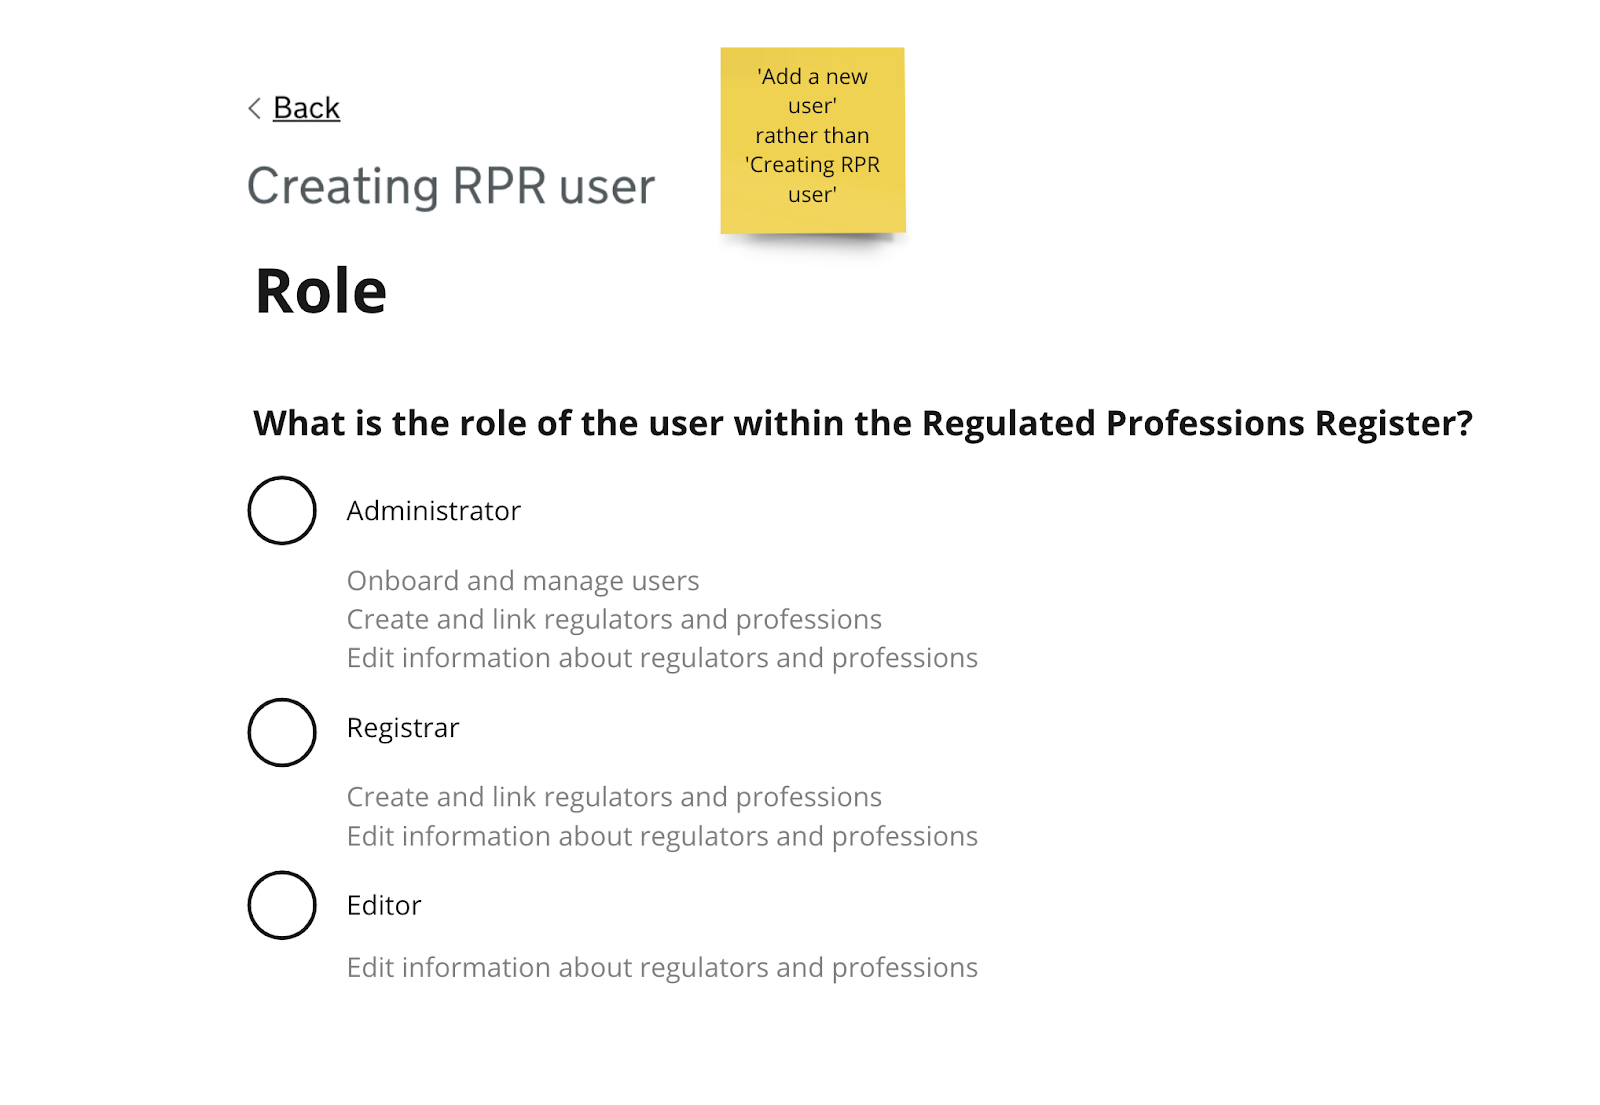 Back
'Add a new
user'
rather than
'Creating RPR
user'
Creating RPR user
Role
What is the role of the user within the Regulated Professions Register?
Administrator
Onboard and manage users
Create and link regulators and professions
Edit information about regulators and professions
Registrar
Create and link regulators and professions
Edit information about regulators and professions
Editor
Edit information about regulators and professions